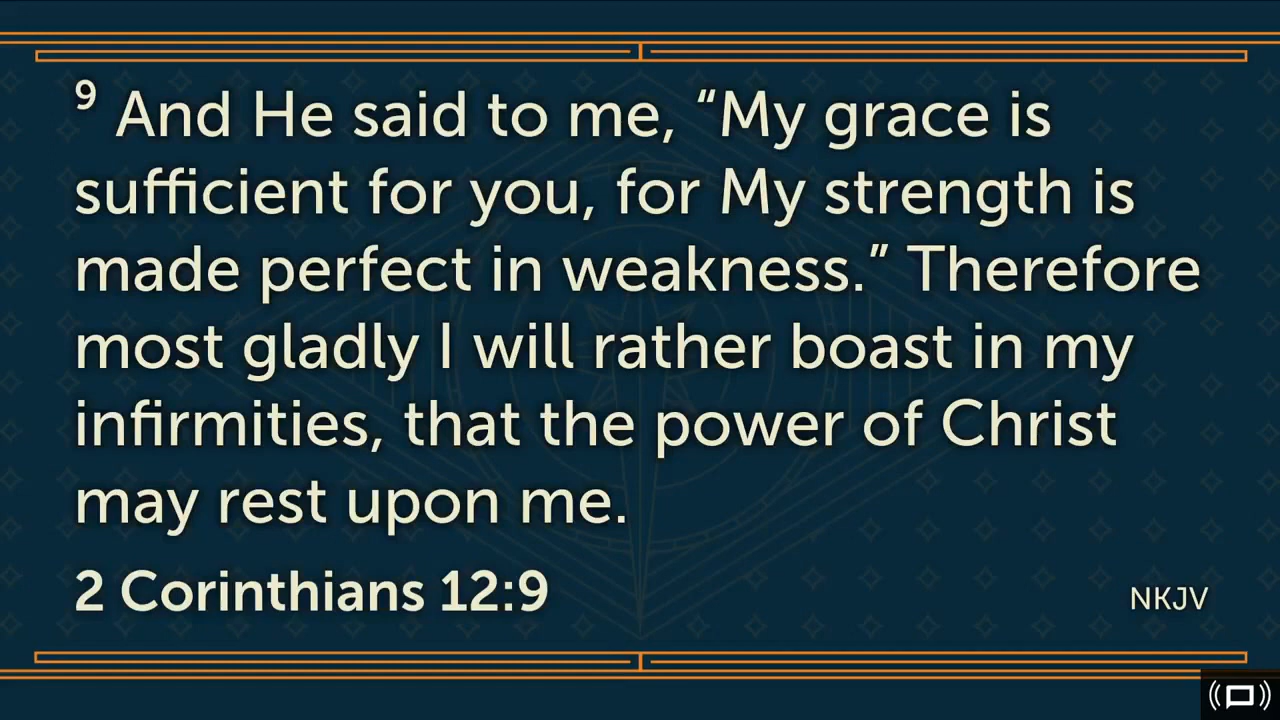 9 And He said to me, “My grace is
sufficient for you, for My strength is
made perfect in weakness.” Therefore
most gladly I will rather boast in my
infirmities, that the power of Christ
may rest upon me.
2 Corinthians 12:9
NKJV